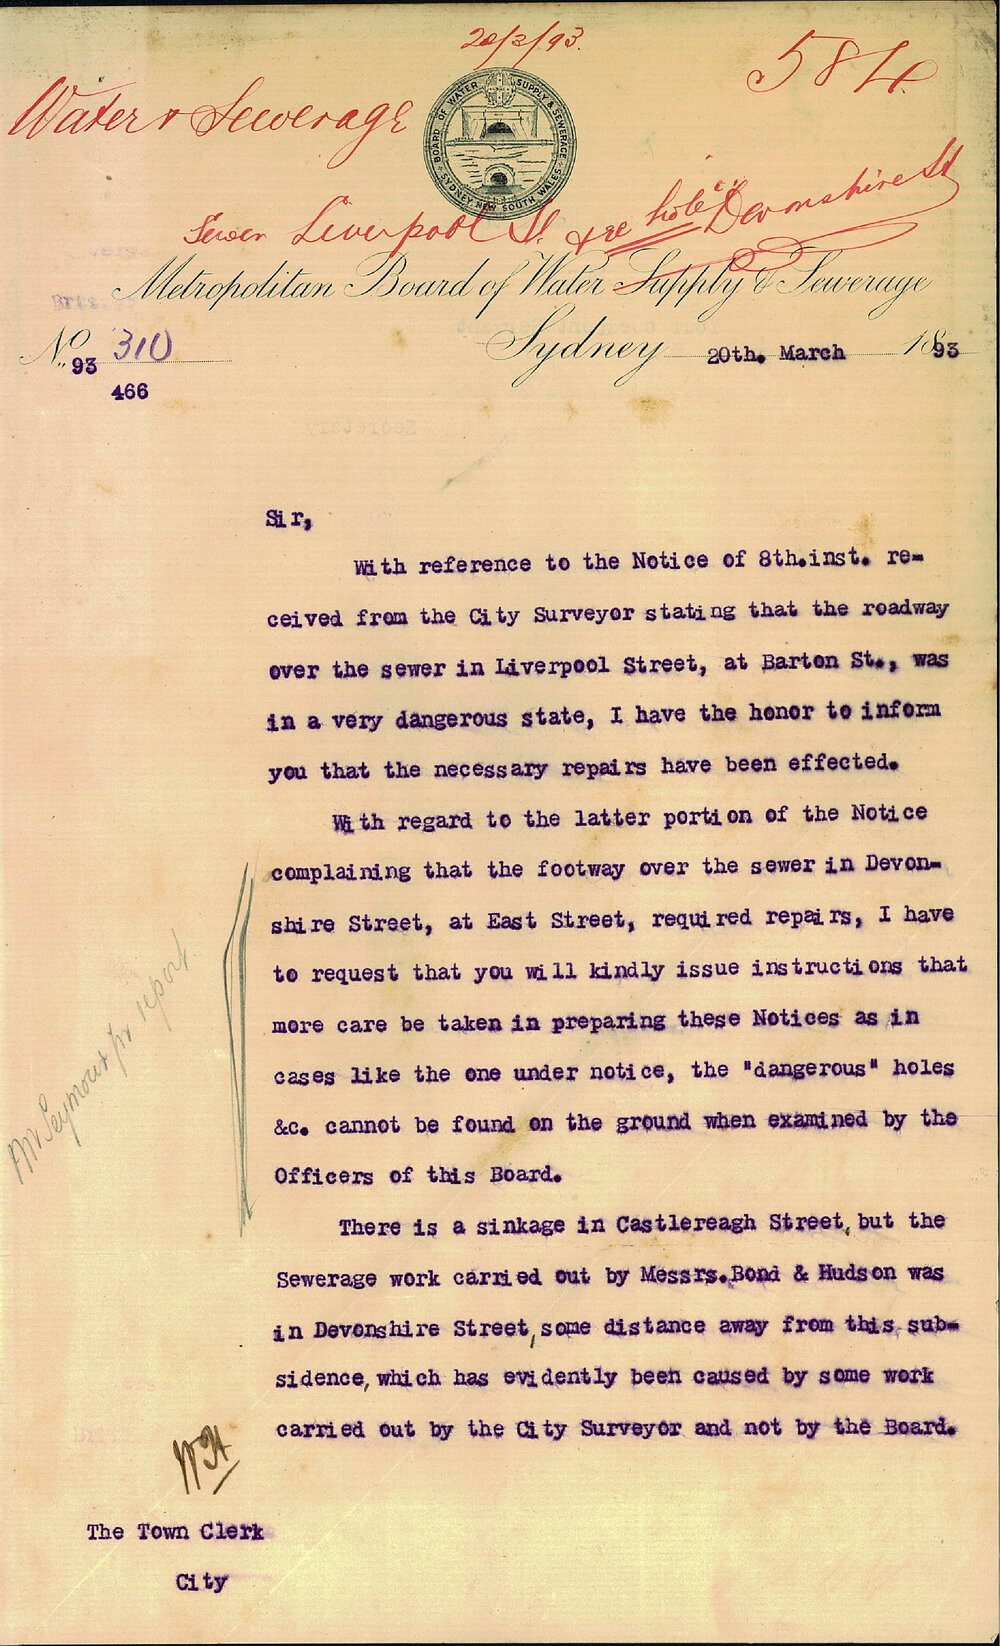 20/3/93.
584.
Water & Sewerage
BOARD OF WATER SUPPLY & SEWERAGE
SYDNEY NEW SOUTH WALES
Sewer Liverpool St. & re "hole" Devonshire St
Metropolitan Board of Water Supply & Sewerage
No. 93 310
466
Sydney 20th. March 1893
Secretary
Sir,
With reference to the Notice of 8th.inst. re-
ceived from the City Surveyor stating that the roadway
over the sewer in Liverpool Street, at Barton St., was
in a very dangerous state, I have the honor to inform
you that the necessary repairs have been effected.
With regard to the latter portion of the Notice
complaining that the footway over the sewer in Devon-
shire Street, at East Street, required repairs, I have
to request that you will kindly issue instructions that
more care be taken in preparing these Notices as in
cases like the one under notice, the "dangerous" holes
&c. cannot be found on the ground when examined by the
Officers of this Board.
Mr Seymour for report.
There is a sinkage in Castlereagh Street, but the
Sewerage work carried out by Messrs.Bond & Hudson was
in Devonshire Street, some distance away from this sub-
sidence, which has evidently been caused by some work
carried out by the City Surveyor and not by the Board.
WH
The Town Clerk
City